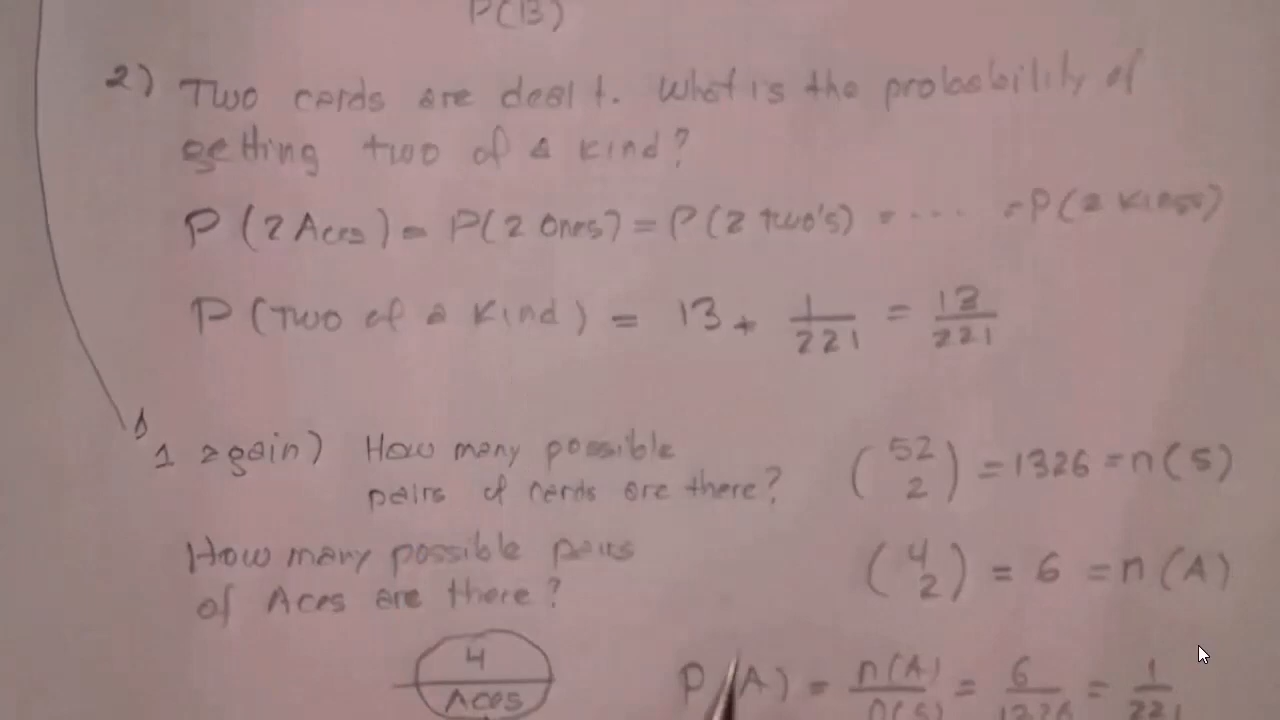 P(B)
2) Two cards are dealt. What is the probability of
getting two of a kind?
P(2 Aces) = P(2 Ones) = P(2 two's) = .... = P(2 Kings)
P(Two of a Kind) = 13 * 1/221 = 13/221
1 again) How many possible
pairs of cards are there? (52 2) = 1326 = n(S)
How many possible pairs
of Aces are there? (4 2) = 6 = n(A)
4
Aces
P(A) = n(A)/n(S) = 6/1326 = 1/221